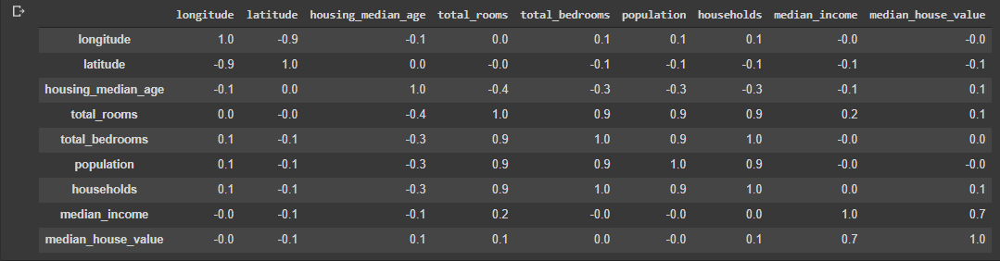 longitude latitude housing_median_age total_rooms total_bedrooms population households median_income median_house_value
longitude 1.0 -0.9 -0.1 0.0 0.1 0.1 0.1 -0.0 -0.0
latitude -0.9 1.0 0.0 -0.0 -0.1 -0.1 -0.1 -0.1 -0.1
housing_median_age -0.1 0.0 1.0 -0.4 -0.3 -0.3 -0.3 -0.1 0.1
total_rooms 0.0 -0.0 -0.4 1.0 0.9 0.9 0.9 0.2 0.1
total_bedrooms 0.1 -0.1 -0.3 0.9 1.0 0.9 1.0 -0.0 0.0
population 0.1 -0.1 -0.3 0.9 0.9 1.0 0.9 -0.0 -0.0
households 0.1 -0.1 -0.3 0.9 1.0 0.9 1.0 0.0 0.1
median_income -0.0 -0.1 -0.1 0.2 -0.0 -0.0 0.0 1.0 0.7
median_house_value -0.0 -0.1 0.1 0.1 0.0 -0.0 0.1 0.7 1.0